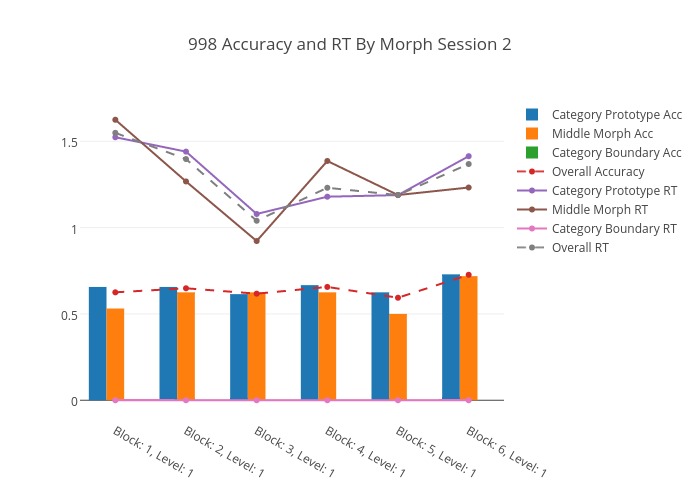 998 Accuracy and RT By Morph Session 2
Category Prototype Acc
Middle Morph Acc
Category Boundary Acc
Overall Accuracy
Category Prototype RT
Middle Morph RT
Category Boundary RT
Overall RT
1.5
1
0.5
0
Block: 1, Level: 1
Block: 2, Level: 1
Block: 3, Level: 1
Block: 4, Level: 1
Block: 5, Level: 1
Block: 6, Level: 1